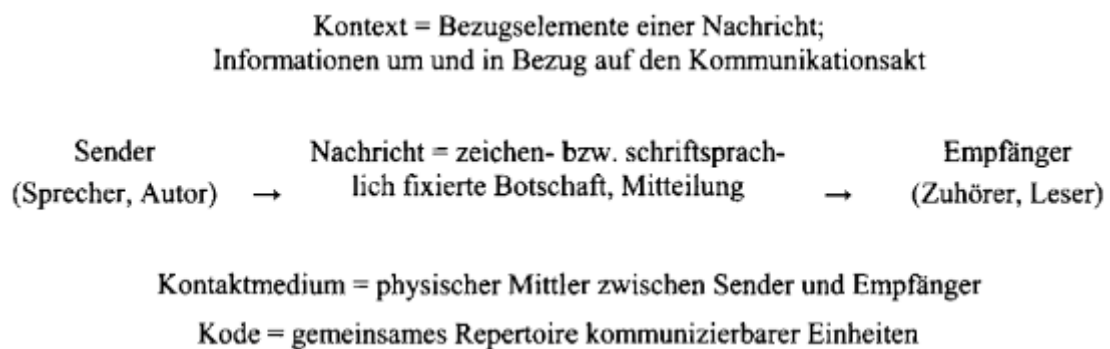 Kontext = Bezugselemente einer Nachricht;
Informationen um und in Bezug auf den Kommunikationsakt
Sender Nachricht = zeichen- bzw. schriftsprach- Empfänger
(Sprecher, Autor) → lich fixierte Botschaft, Mitteilung → (Zuhörer, Leser)
Kontaktmedium = physischer Mittler zwischen Sender und Empfänger
Kode = gemeinsames Repertoire kommunizierbarer Einheiten